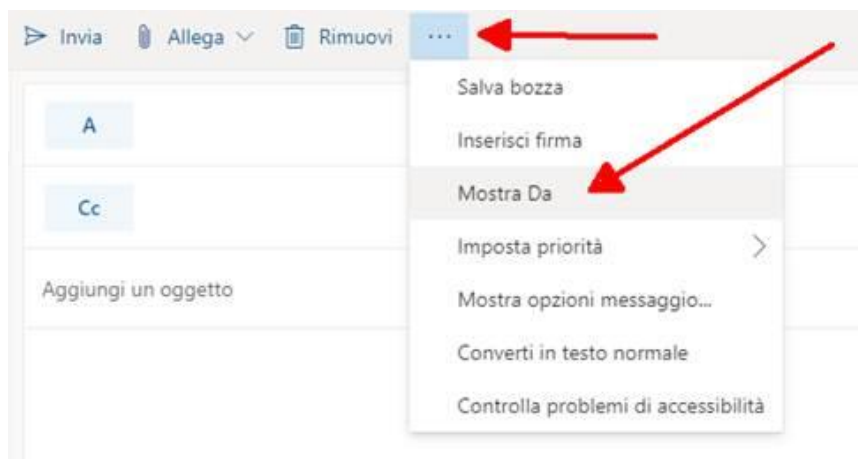 Invia Allega Rimuovi ...
Salva bozza
A
Inserisci firma
Mostra Da
Cc
Imposta priorità
Aggiungi un oggetto
Mostra opzioni messaggio...
Converti in testo normale
Controlla problemi di accessibilità